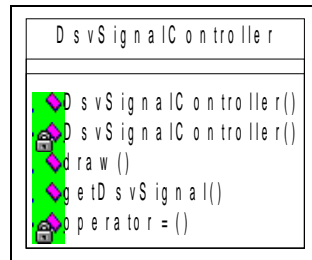 DsvSignalController
DsvSignalController()
DsvSignalController()
draw()
getDsvSignal()
operator=()